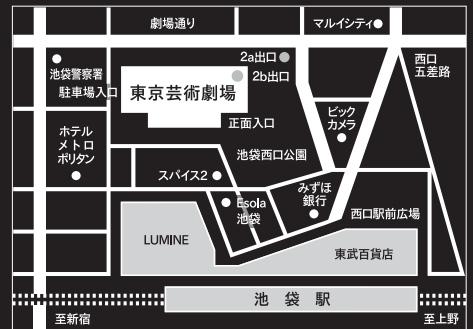 劇場通り
マルイシティ
2a出口
西口
五差路
池袋警察署
駐車場入口
2b出口
東京芸術劇場
正面入口
ビック
カメラ
ホテル
メトロ
ポリタン
池袋西口公園
スパイス2
みずほ
銀行
Esola
池袋
西口駅前広場
LUMINE
東武百貨店
池袋駅
至新宿
至上野